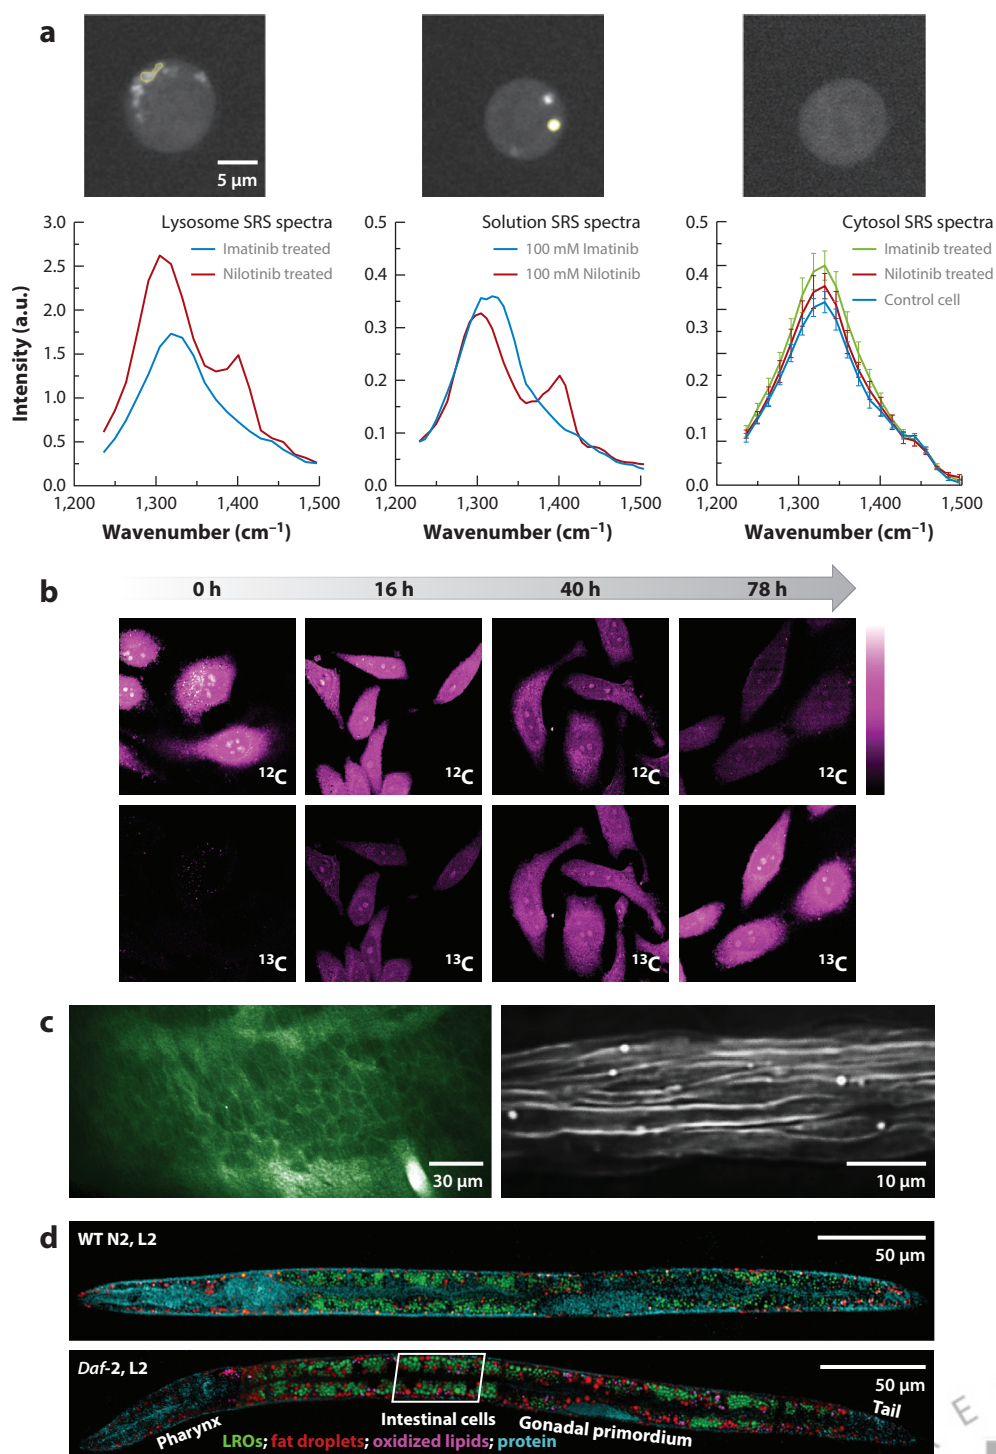 a
5 μm
Lysosome SRS spectra
Imatinib treated
Nilotinib treated
3.0
2.5
2.0
1.5
1.0
0.5
0.0
Intensity (a.u.)
1,200 1,300 1,400 1,500
Wavenumber (cm⁻¹)
Solution SRS spectra
100 mM Imatinib
100 mM Nilotinib
0.5
0.4
0.3
0.2
0.1
0.0
1,200 1,300 1,400 1,500
Wavenumber (cm⁻¹)
Cytosol SRS spectra
Imatinib treated
Nilotinib treated
Control cell
0.5
0.4
0.3
0.2
0.1
0.0
1,200 1,300 1,400 1,500
Wavenumber (cm⁻¹)
b
0 h 16 h 40 h 78 h
¹²C ¹²C ¹²C ¹²C
¹³C ¹³C ¹³C ¹³C
c
30 μm
10 μm
d
WT N2, L2
50 μm
Daf-2, L2
50 μm
Pharynx
Intestinal cells
Gonadal primordium
Tail
LROs; fat droplets; oxidized lipids; protein
E